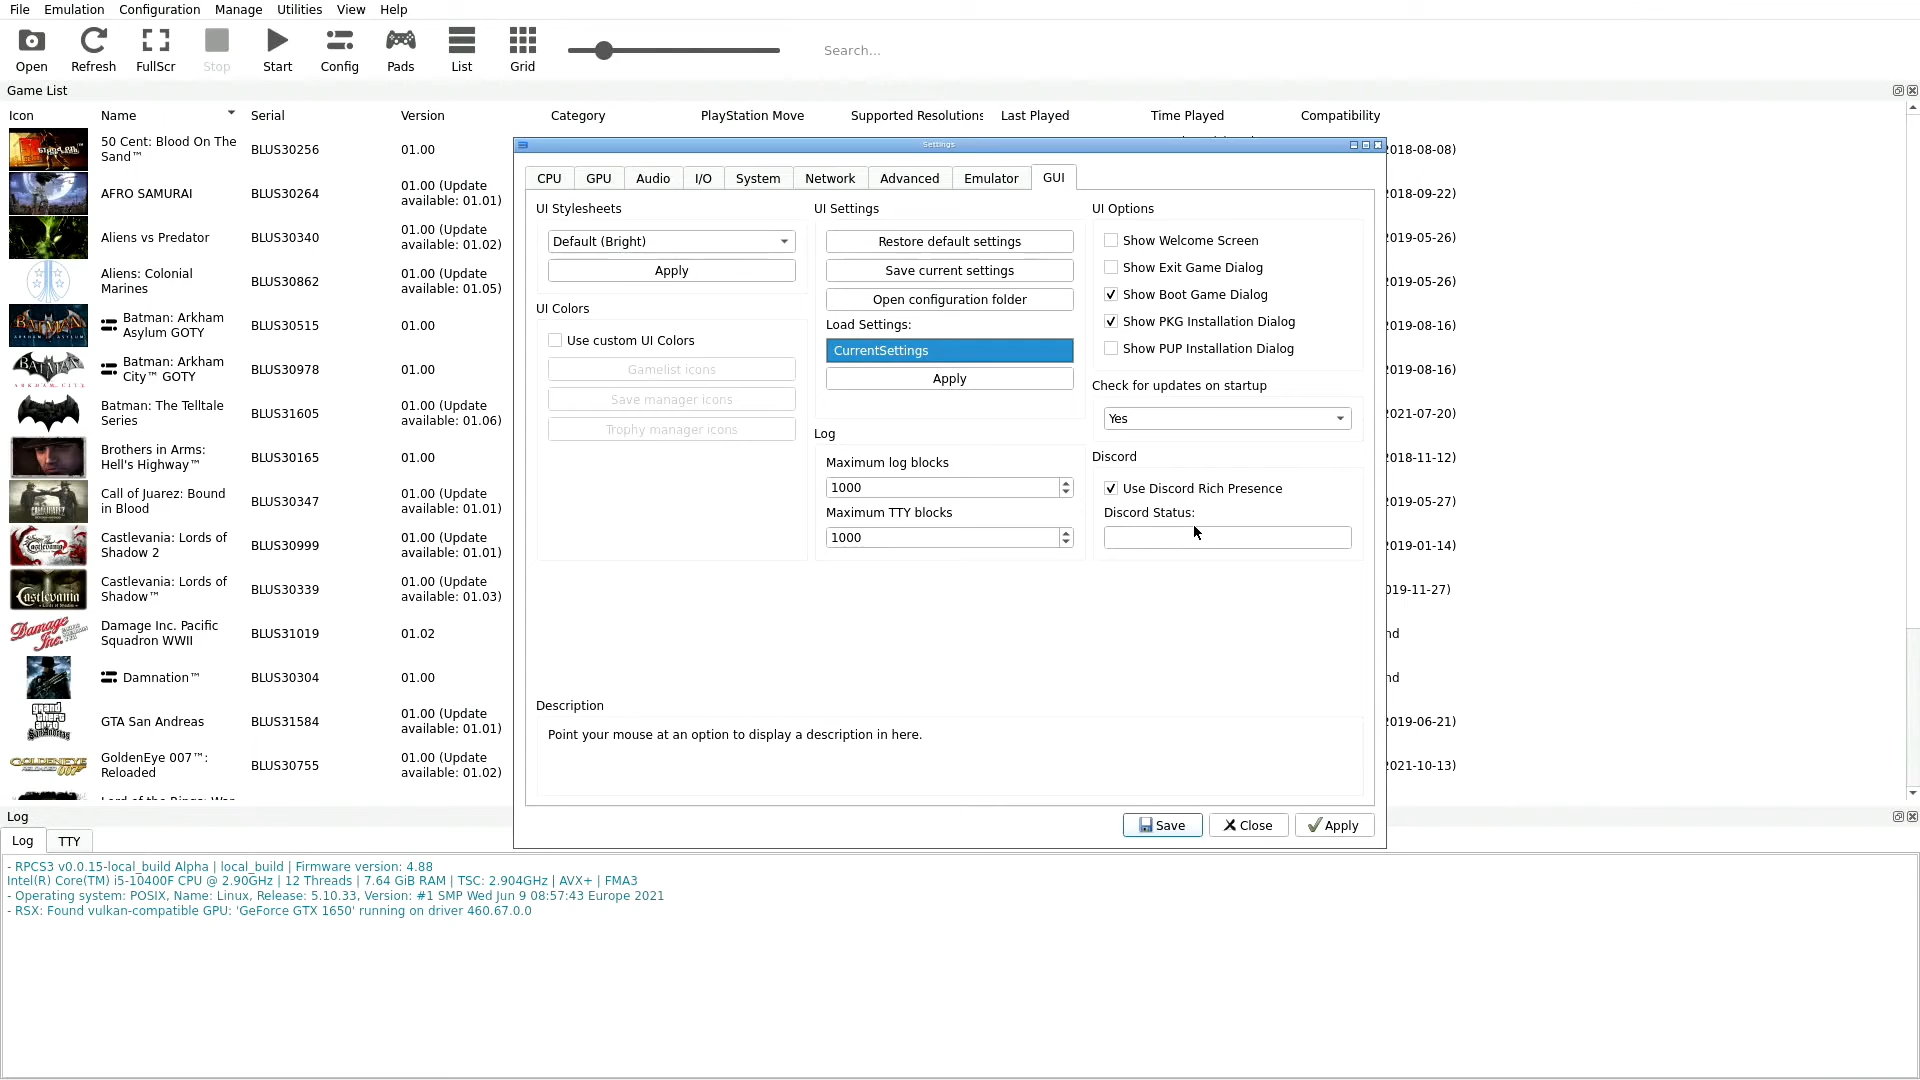 File Emulation Configuration Manage Utilities View Help
Open Refresh FullScr Stop Start Config Pads List Grid Search...
Game List
Icon Name Serial Version Category PlayStation Move Supported Resolutions Last Played Time Played Compatibility
50 Cent: Blood On The
Sand™ BLUS30256 01.00 2018-08-08)
AFRO SAMURAI BLUS30264 01.00 (Update
available: 01.01) 2018-09-22)
Aliens vs Predator BLUS30340 01.00 (Update
available: 01.02) 2019-05-26)
Aliens: Colonial
Marines BLUS30862 01.00 (Update
available: 01.05) 2019-05-26)
Batman: Arkham
Asylum GOTY BLUS30515 01.00 2019-08-16)
Batman: Arkham
City™ GOTY BLUS30978 01.00 2019-08-16)
Batman: The Telltale
Series BLUS31605 01.00 (Update
available: 01.06) 2021-07-20)
Brothers in Arms:
Hell's Highway™ BLUS30165 01.00 2018-11-12)
Call of Juarez: Bound
in Blood BLUS30347 01.00 (Update
available: 01.01) 2019-05-27)
Castlevania: Lords of
Shadow 2 BLUS30999 01.00 (Update
available: 01.01) 2019-01-14)
Castlevania: Lords of
Shadow™ BLUS30339 01.00 (Update
available: 01.03) 019-11-27)
Damage Inc. Pacific
Squadron WWII BLUS31019 01.02 nd
Damnation™ BLUS30304 01.00 nd
GTA San Andreas BLUS31584 01.00 (Update
available: 01.01) 2019-06-21)
GoldenEye 007™:
Reloaded BLUS30755 01.00 (Update
available: 01.02) 2021-10-13)
Settings
CPU GPU Audio I/O System Network Advanced Emulator GUI
UI Stylesheets
Default (Bright)
Apply
UI Colors
Use custom UI Colors
Gamelist icons
Save manager icons
Trophy manager icons
UI Settings
Restore default settings
Save current settings
Open configuration folder
Load Settings:
CurrentSettings
Apply
Log
Maximum log blocks
1000
Maximum TTY blocks
1000
UI Options
Show Welcome Screen
Show Exit Game Dialog
Show Boot Game Dialog
Show PKG Installation Dialog
Show PUP Installation Dialog
Check for updates on startup
Yes
Discord
Use Discord Rich Presence
Discord Status:
Description
Point your mouse at an option to display a description in here.
Save Close Apply
Log
Log TTY
- RPCS3 v0.0.15-local_build Alpha | local_build | Firmware version: 4.88
Intel(R) Core(TM) i5-10400F CPU @ 2.90GHz | 12 Threads | 7.64 GiB RAM | TSC: 2.904GHz | AVX+ | FMA3
- Operating system: POSIX, Name: Linux, Release: 5.10.33, Version: #1 SMP Wed Jun 9 08:57:43 Europe 2021
- RSX: Found vulkan-compatible GPU: 'GeForce GTX 1650' running on driver 460.67.0.0